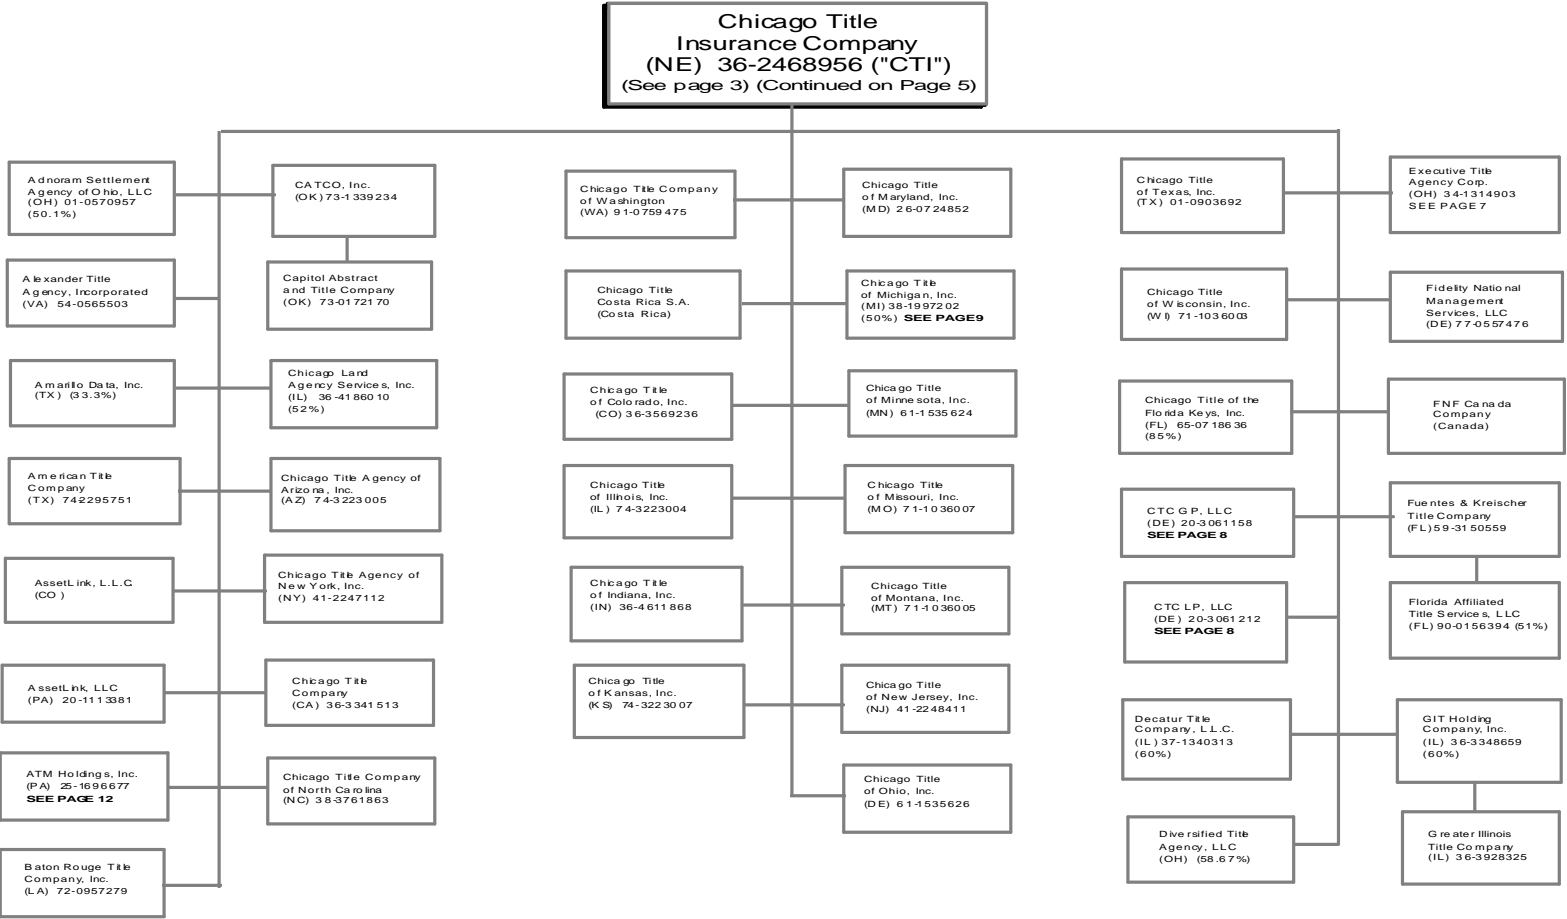 Chicago Title
Insurance Company
(NE) 36-2468956 ("CTI")
(See page 3) (Continued on Page 5)
Adnoram Settlement
Agency of Ohio, LLC
(OH) 01-0570957
(50.1%)
CATCO, Inc.
(OK) 73-1339234
Alexander Title
Agency, Incorporated
(VA) 54-0565503
Capitol Abstract
and Title Company
(OK) 73-0172170
Amarillo Data, Inc.
(TX) (33.3%)
Chicago Land
Agency Services, Inc.
(IL) 36-4186010
(52%)
American Title
Company
(TX) 74-2295751
Chicago Title Agency of
Arizona, Inc.
(AZ) 74-3223005
AssetLink, L.L.C.
(CO )
Chicago Title Agency of
New York, Inc.
(NY) 41-2247112
AssetLink, LLC
(PA) 20-1113381
Chicago Title
Company
(CA) 36-3341513
ATM Holdings, Inc.
(PA) 25-1696677
SEE PAGE 12
Chicago Title Company
of North Carolina
(NC) 38-3761863
Baton Rouge Title
Company, Inc.
(LA) 72-0957279
Chicago Title Company
of Washington
(WA) 91-0759475
Chicago Title
of Maryland, Inc.
(MD) 26-0724852
Chicago Title
Costa Rica S.A.
(Costa Rica)
Chicago Title
of Michigan, Inc.
(MI) 38-1997202
(50%) SEE PAGE 9
Chicago Title
of Colorado, Inc.
(CO) 36-3569236
Chicago Title
of Minnesota, Inc.
(MN) 61-1535624
Chicago Title
of Illinois, Inc.
(IL) 74-3223004
Chicago Title
of Missouri, Inc.
(MO) 71-1036007
Chicago Title
of Indiana, Inc.
(IN) 36-4611868
Chicago Title
of Montana, Inc.
(MT) 71-1036005
Chicago Title
of Kansas, Inc.
(KS) 74-3223007
Chicago Title
of New Jersey, Inc.
(NJ) 41-2248411
Chicago Title
of Ohio, Inc.
(DE) 61-1535626
Chicago Title
of Texas, Inc.
(TX) 01-0903692
Executive Title
Agency Corp.
(OH) 34-1314903
SEE PAGE 7
Chicago Title
of Wisconsin, Inc.
(WI) 71-1036003
Fidelity National
Management
Services, LLC
(DE) 77-0557476
Chicago Title of the
Florida Keys, Inc.
(FL) 65-0718636
(85%)
FNF Canada
Company
(Canada)
CTC GP, LLC
(DE) 20-3061158
SEE PAGE 8
Fuentes & Kreischer
Title Company
(FL) 59-3150559
CTC LP, LLC
(DE) 20-3061212
SEE PAGE 8
Florida Affiliated
Title Services, LLC
(FL) 90-0156394 (51%)
Decatur Title
Company, L.L.C.
(IL) 37-1340313
(60%)
GIT Holding
Company, Inc.
(IL) 36-3348659
(60%)
Diversified Title
Agency, LLC
(OH) (58.67%)
Greater Illinois
Title Company
(IL) 36-3928325